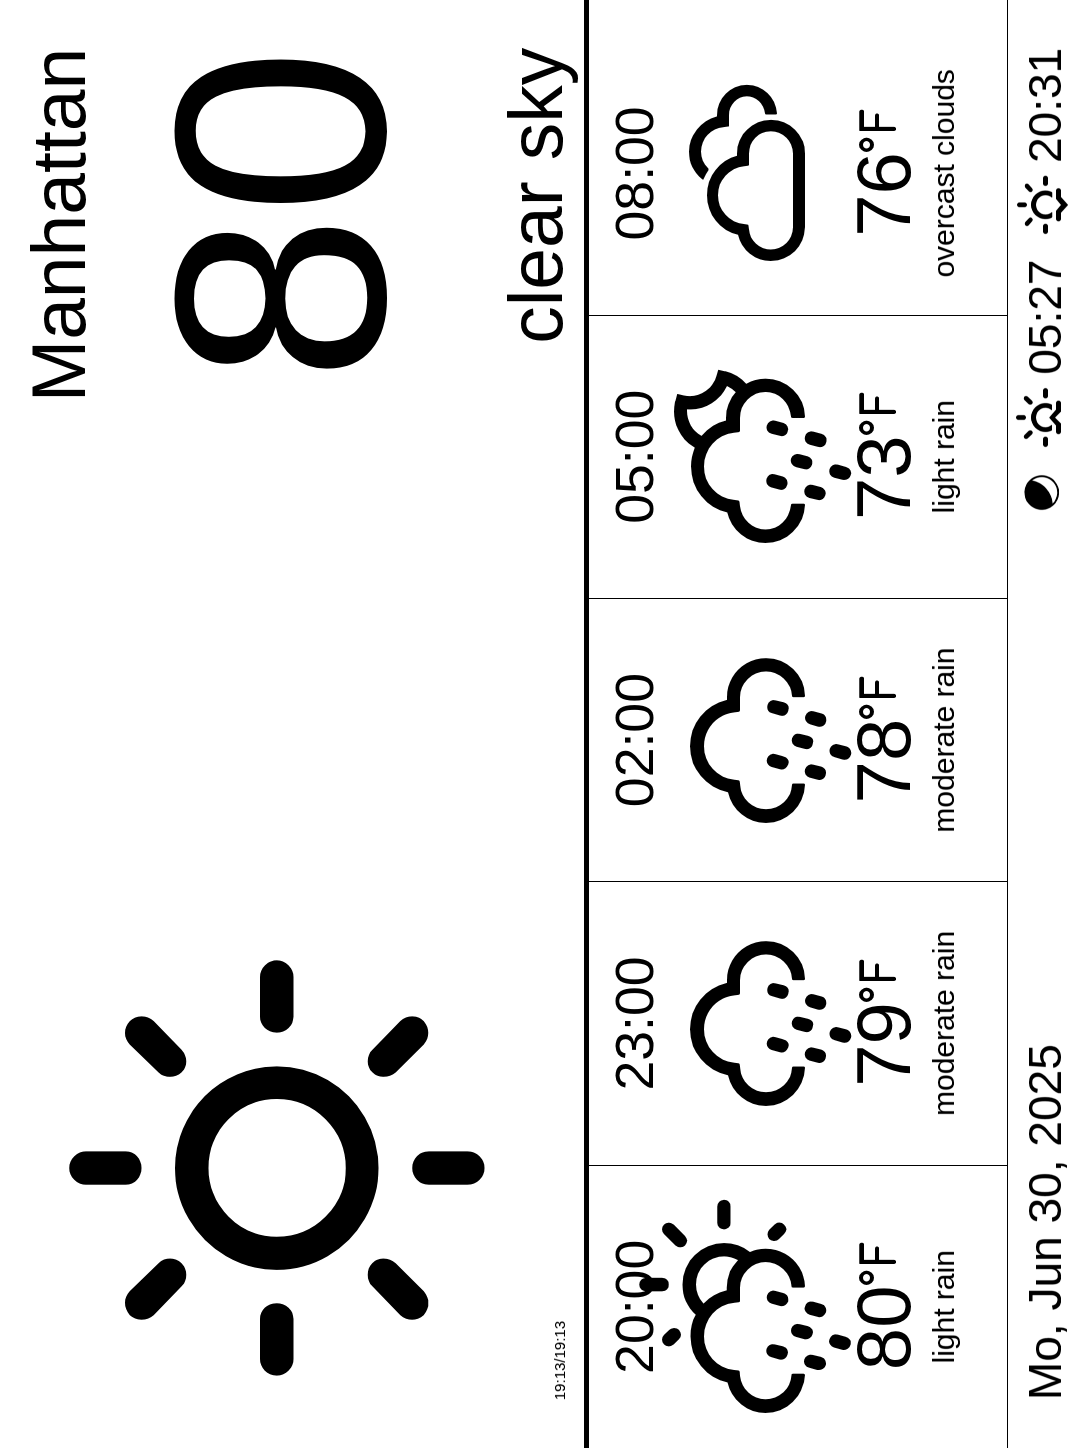 Manhattan
80
clear sky
19:13/19:13
20:00 23:00 02:00 05:00 08:00
80°F 79°F 78°F 73°F 76°F
light rain moderate rain moderate rain light rain overcast clouds
Mo, Jun 30, 2025 05:27 20:31